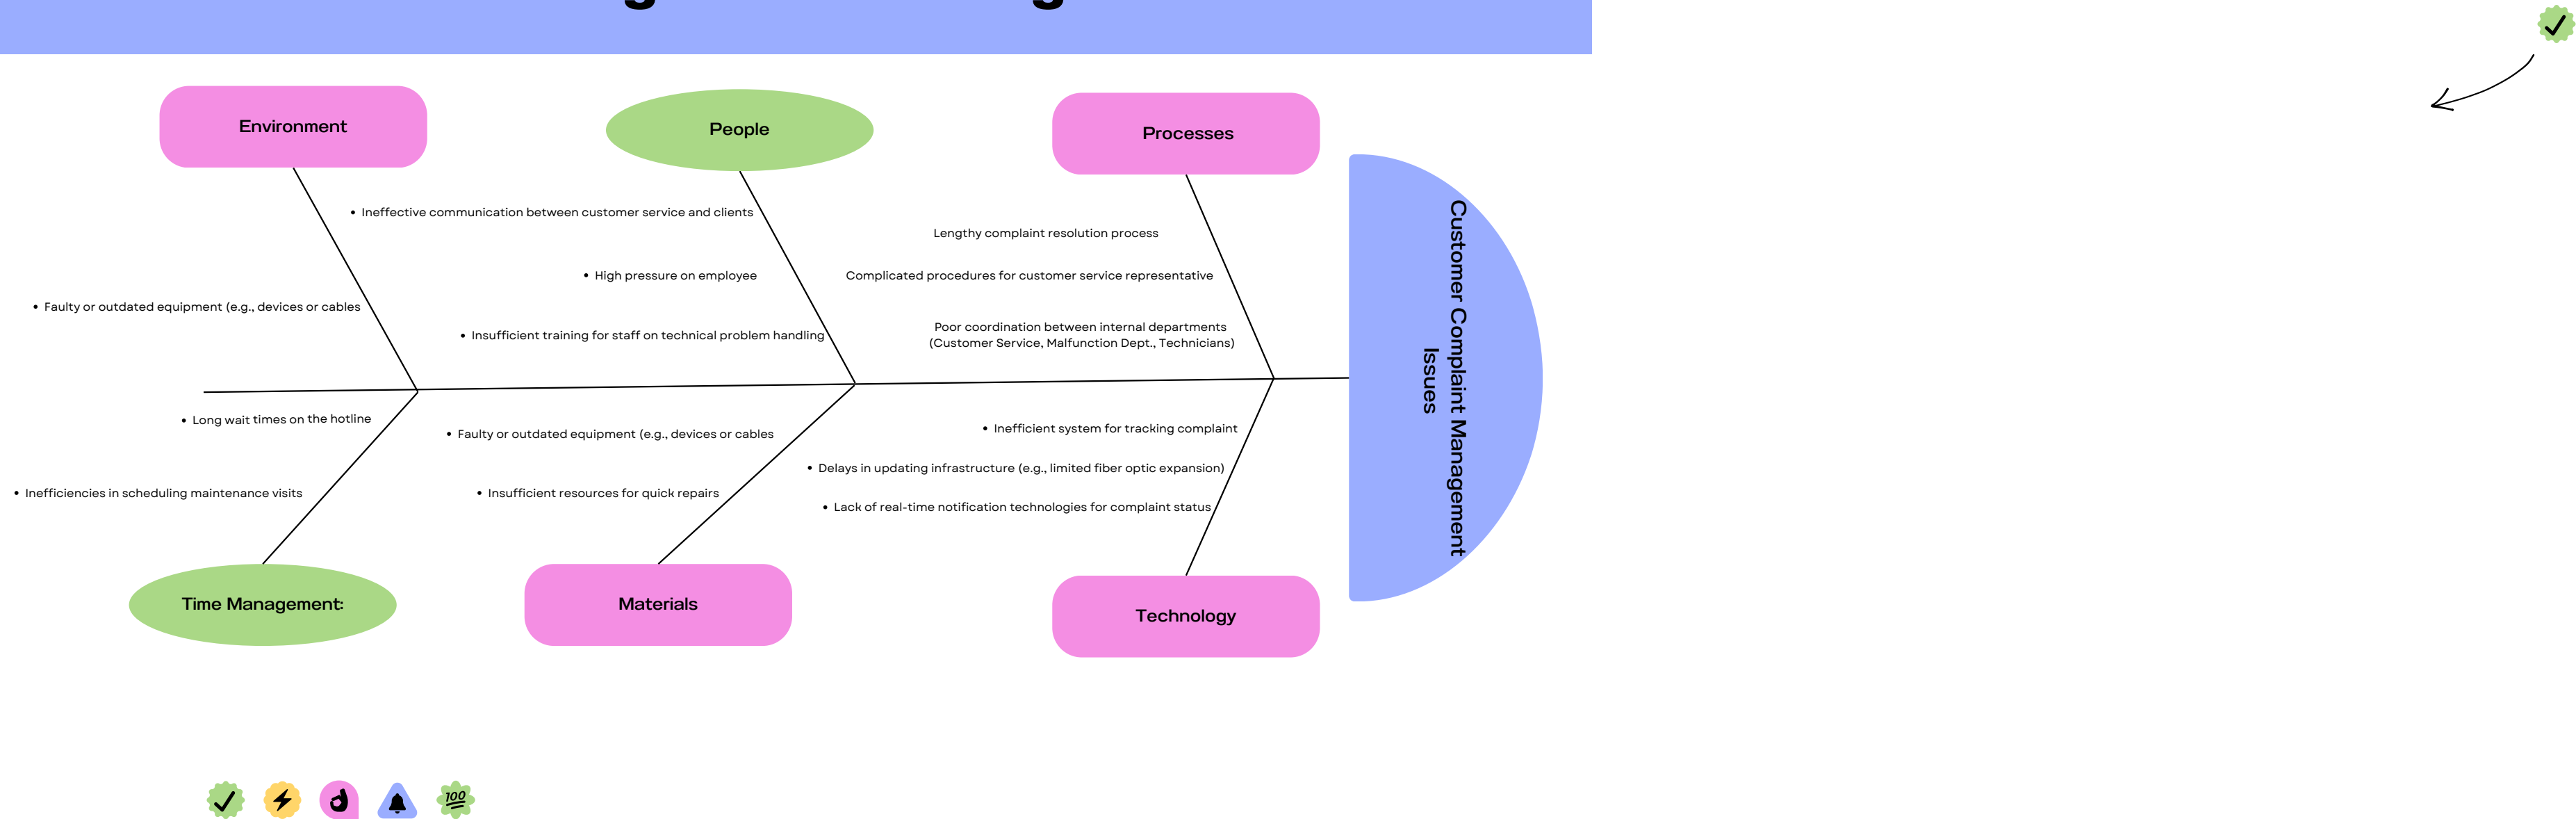 Environment
People
Processes
• Ineffective communication between customer service and clients
Lengthy complaint resolution process
• High pressure on employee
Complicated procedures for customer service representative
• Faulty or outdated equipment (e.g., devices or cables
• Insufficient training for staff on technical problem handling
Poor coordination between internal departments
(Customer Service, Malfunction Dept., Technicians)
Customer Complaint Management
Issues
• Long wait times on the hotline
• Faulty or outdated equipment (e.g., devices or cables
• Inefficient system for tracking complaint
• Delays in updating infrastructure (e.g., limited fiber optic expansion)
• Inefficiencies in scheduling maintenance visits
• Insufficient resources for quick repairs
• Lack of real-time notification technologies for complaint status
Time Management:
Materials
Technology
100